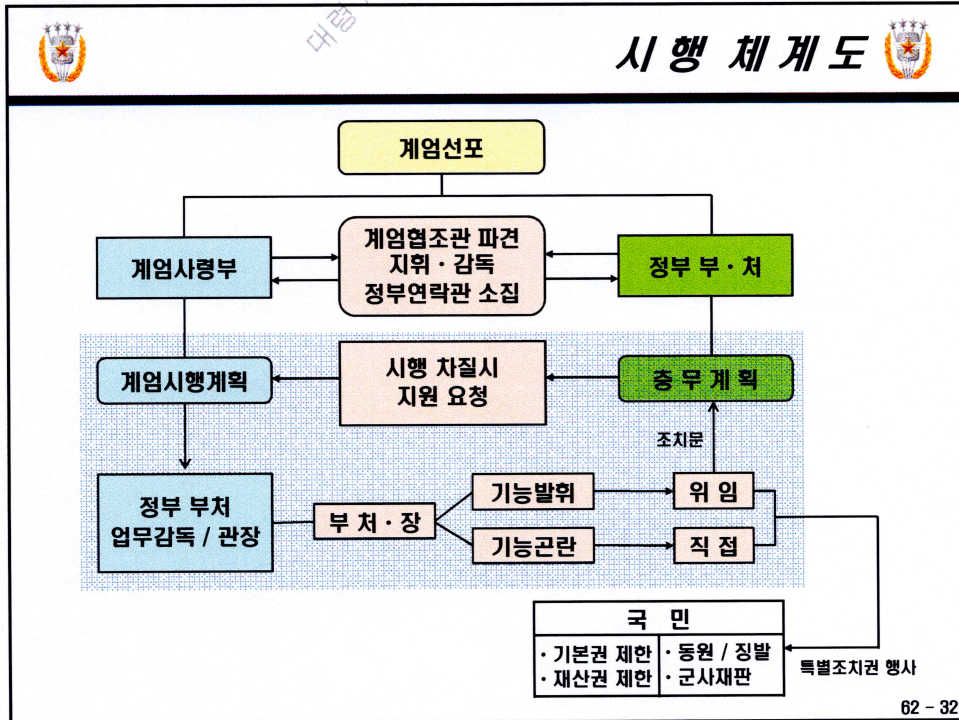 대령
시행 체계도
계엄선포
계엄사령부
계엄협조관 파견
지휘 · 감독
정부연락관 소집
정부 부 · 처
계엄시행계획
시행 차질시
지원 요청
충 무 계 획
조치문
정부 부처
업무감독 / 관장
부 처 · 장
기능발휘
위 임
기능곤란
직 접
국 민
· 기본권 제한 · 동원 / 징발
· 재산권 제한 · 군사재판
특별조치권 행사
62 - 32